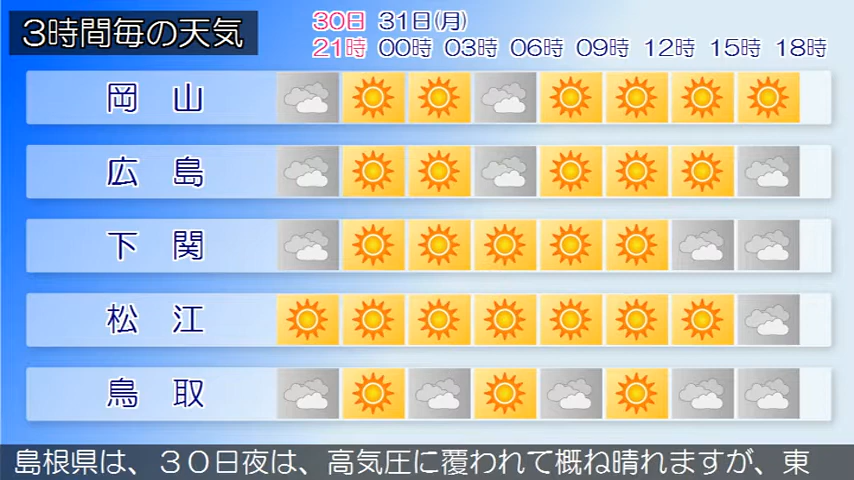 3時間毎の天気
30日 31日(月)
21時 00時 03時 06時 09時 12時 15時 18時
岡山
広島
下関
松江
鳥取
島根県は、３０日夜は、高気圧に覆われて概ね晴れますが、東